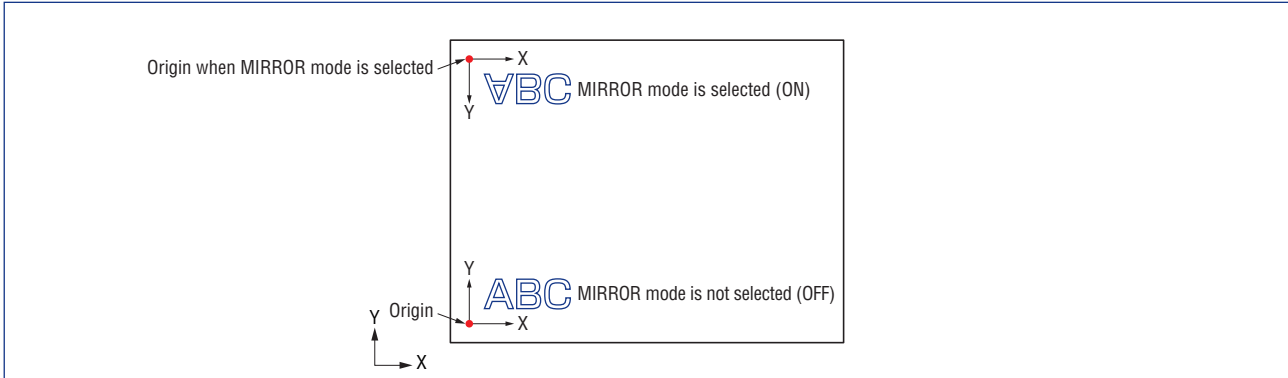 X
Origin when MIRROR mode is selected
ABC MIRROR mode is selected (ON)
Y
Y
ABC MIRROR mode is not selected (OFF)
Origin
X
Y
X